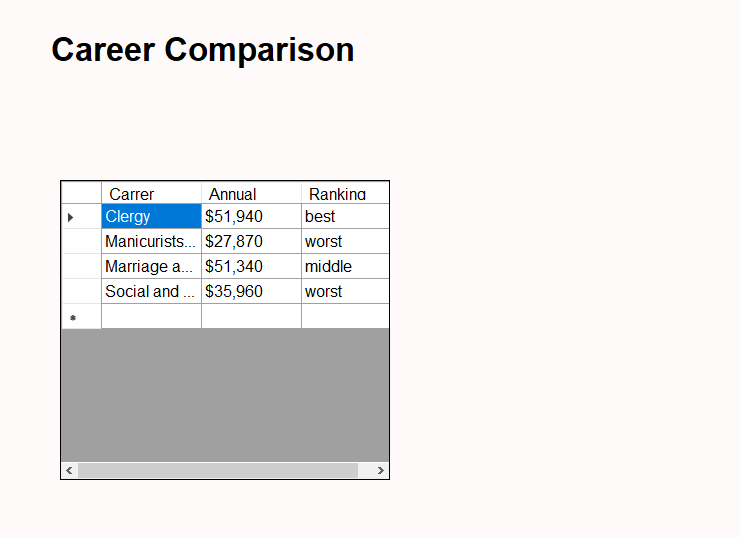 Career Comparison
Carrer Annual Ranking
Clergy $51,940 best
Manicurists... $27,870 worst
Marriage a... $51,340 middle
Social and ... $35,960 worst